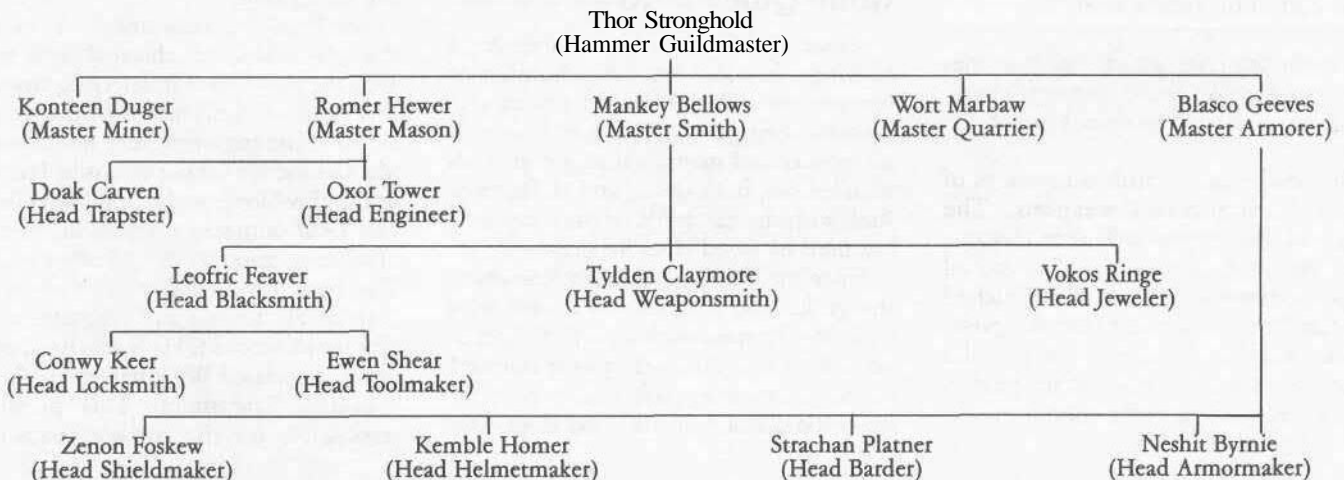 Thor Stronghold
(Hammer Guildmaster)
Konteen Duger
(Master Miner)
Romer Hewer
(Master Mason)
Mankey Bellows
(Master Smith)
Wort Marbaw
(Master Quarrier)
Blasco Geeves
(Master Armorer)
Doak Carven
(Head Trapster)
Oxor Tower
(Head Engineer)
Leofric Feaver
(Head Blacksmith)
Tylden Claymore
(Head Weaponsmith)
Vokos Ringe
(Head Jeweler)
Conwy Keer
(Head Locksmith)
Ewen Shear
(Head Toolmaker)
Zenon Poskew
(Head Shieldmaker)
Kemble Homer
(Head Helmetmaker)
Strachan Platner
(Head Barder)
Neshit Byrnie
(Head Armormaker)